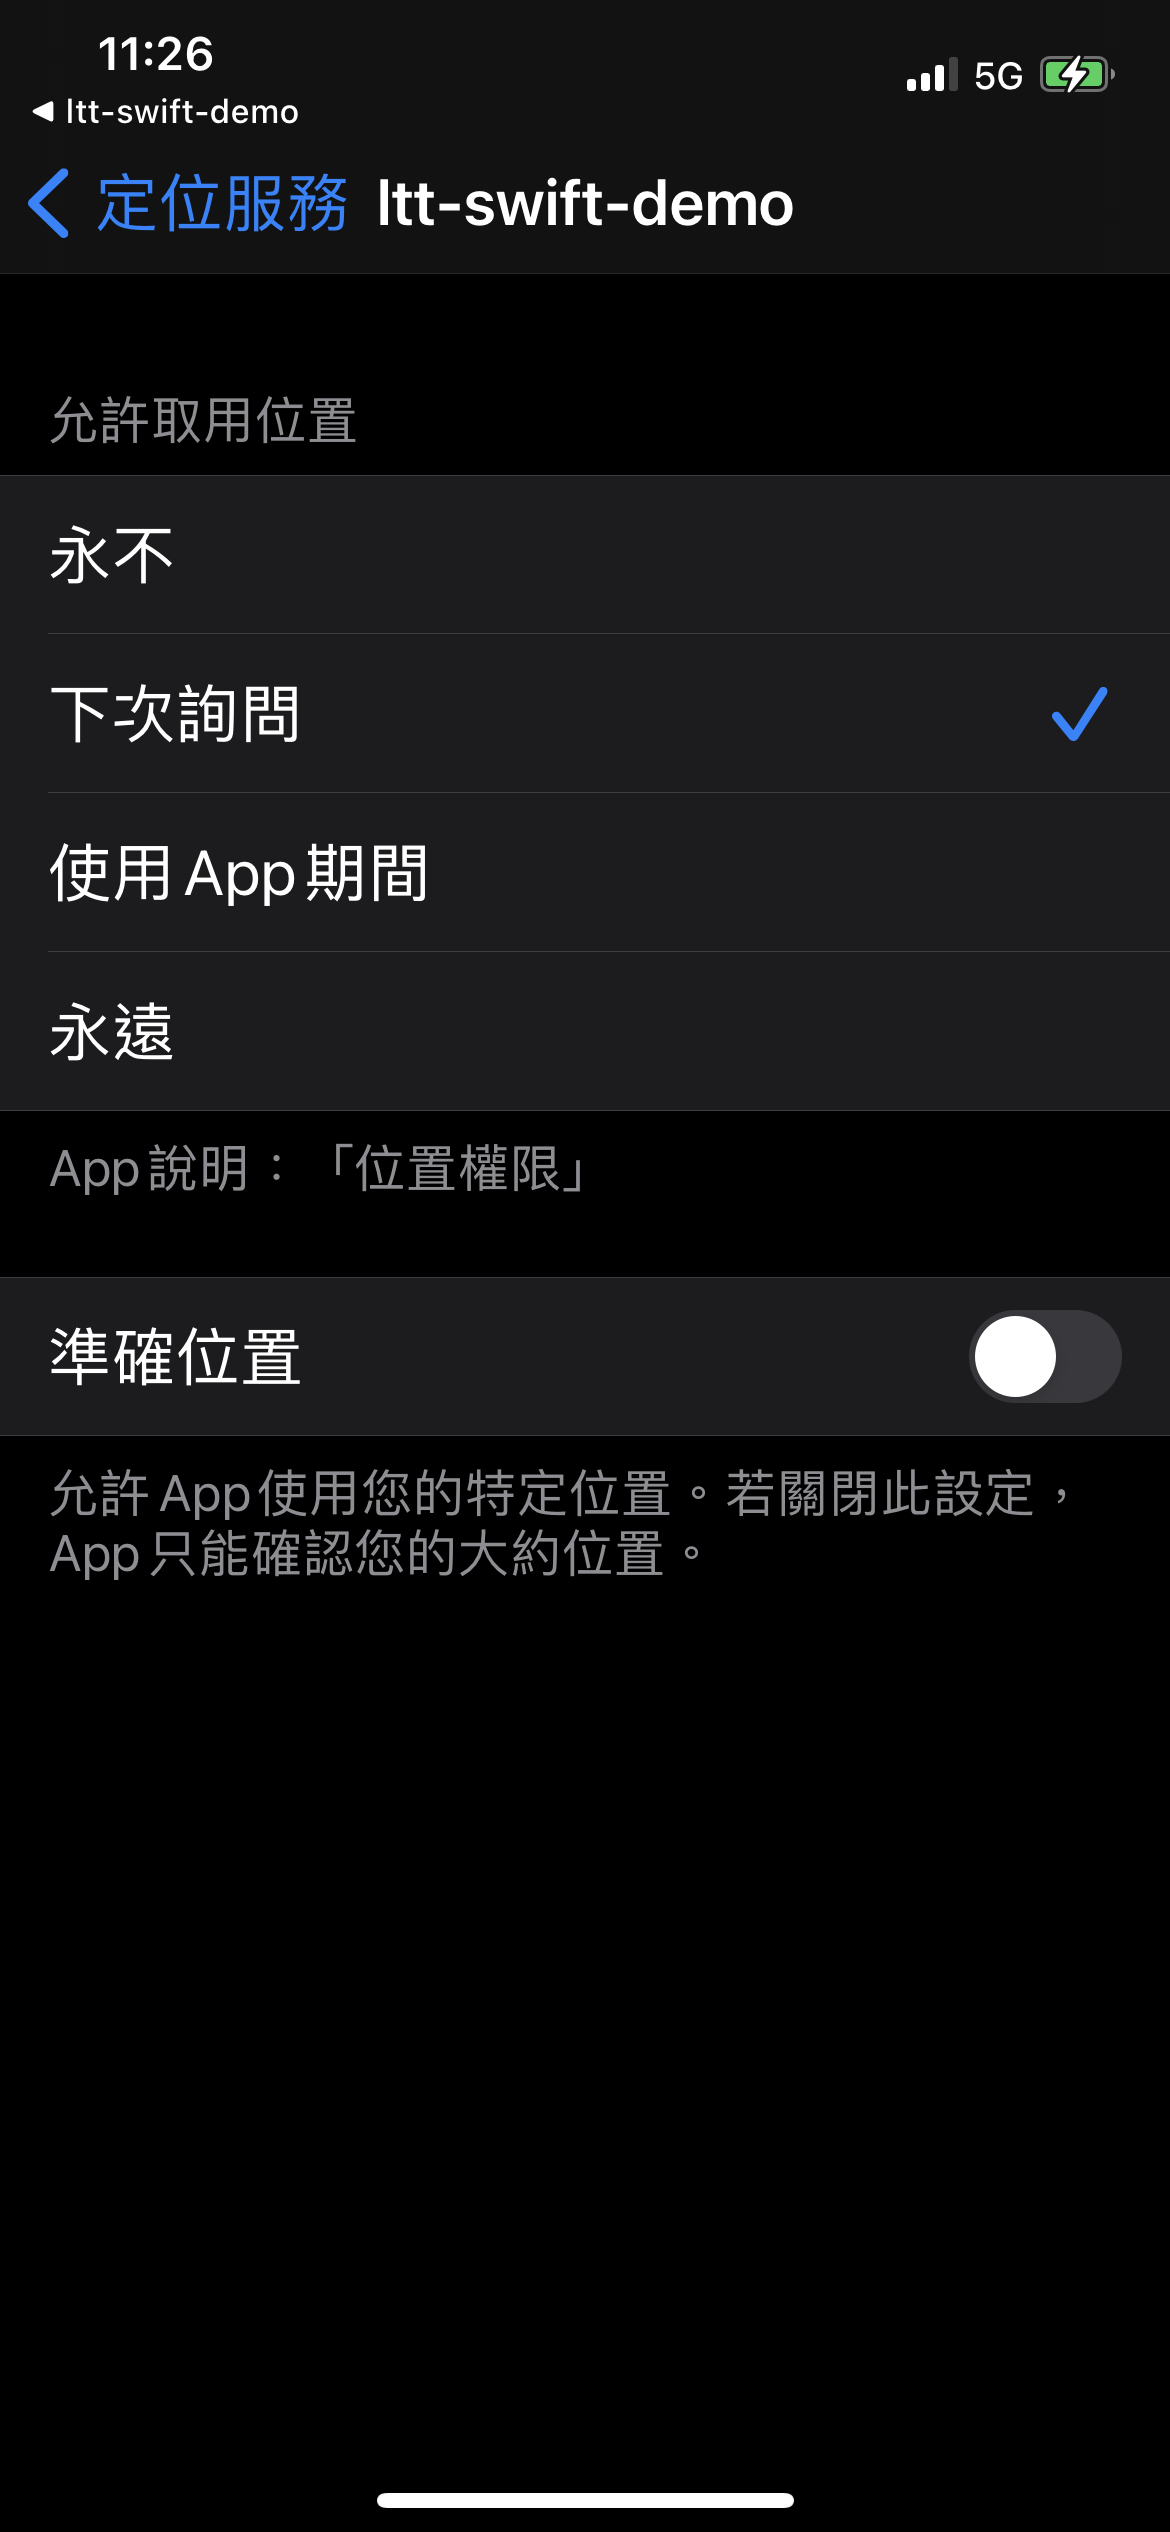 11:26
5G
◀ ltt-swift-demo
定位服務 ltt-swift-demo
允許取用位置
永不
下次詢問
使用 App 期間
永遠
App 說明：「位置權限」
準確位置
允許 App 使用您的特定位置。若關閉此設定，
App 只能確認您的大約位置。